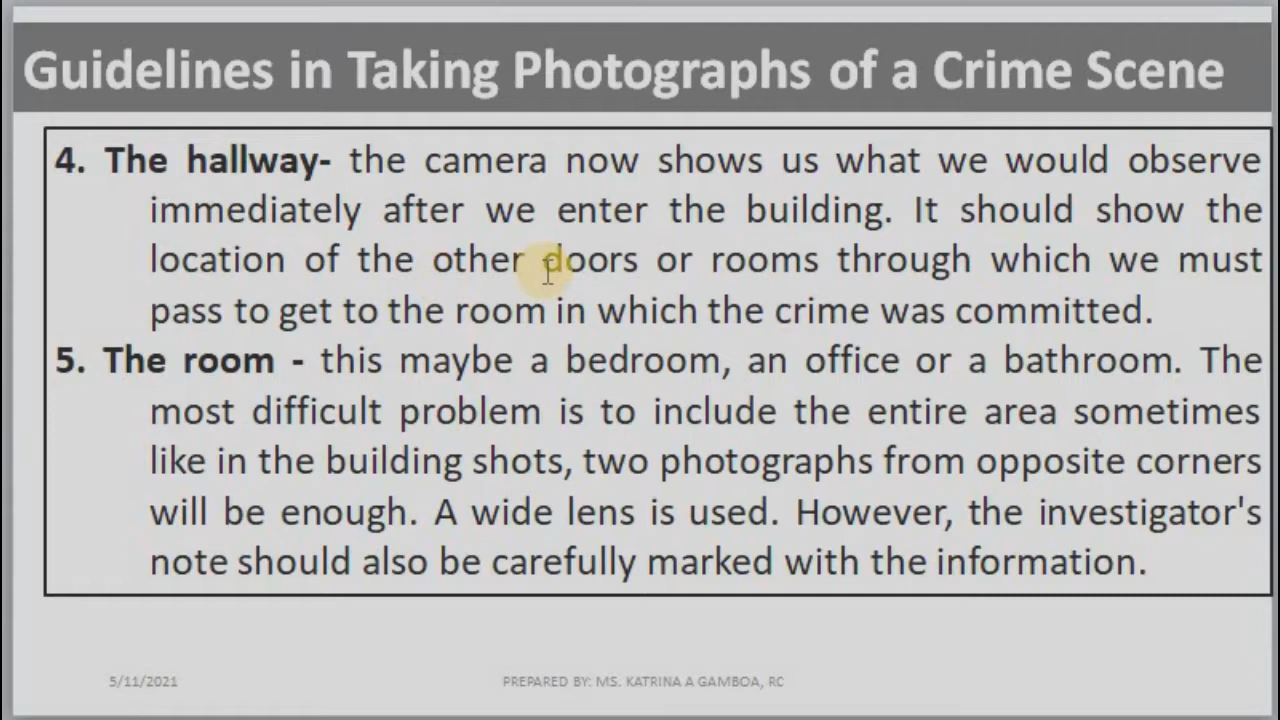 Guidelines in Taking Photographs of a Crime Scene
4. The hallway- the camera now shows us what we would observe
immediately after we enter the building. It should show the
location of the other doors or rooms through which we must
pass to get to the room in which the crime was committed.
5. The room - this maybe a bedroom, an office or a bathroom. The
most difficult problem is to include the entire area sometimes
like in the building shots, two photographs from opposite corners
will be enough. A wide lens is used. However, the investigator's
note should also be carefully marked with the information.
5/11/2021
PREPARED BY: MS. KATRINA A GAMBOA, RC